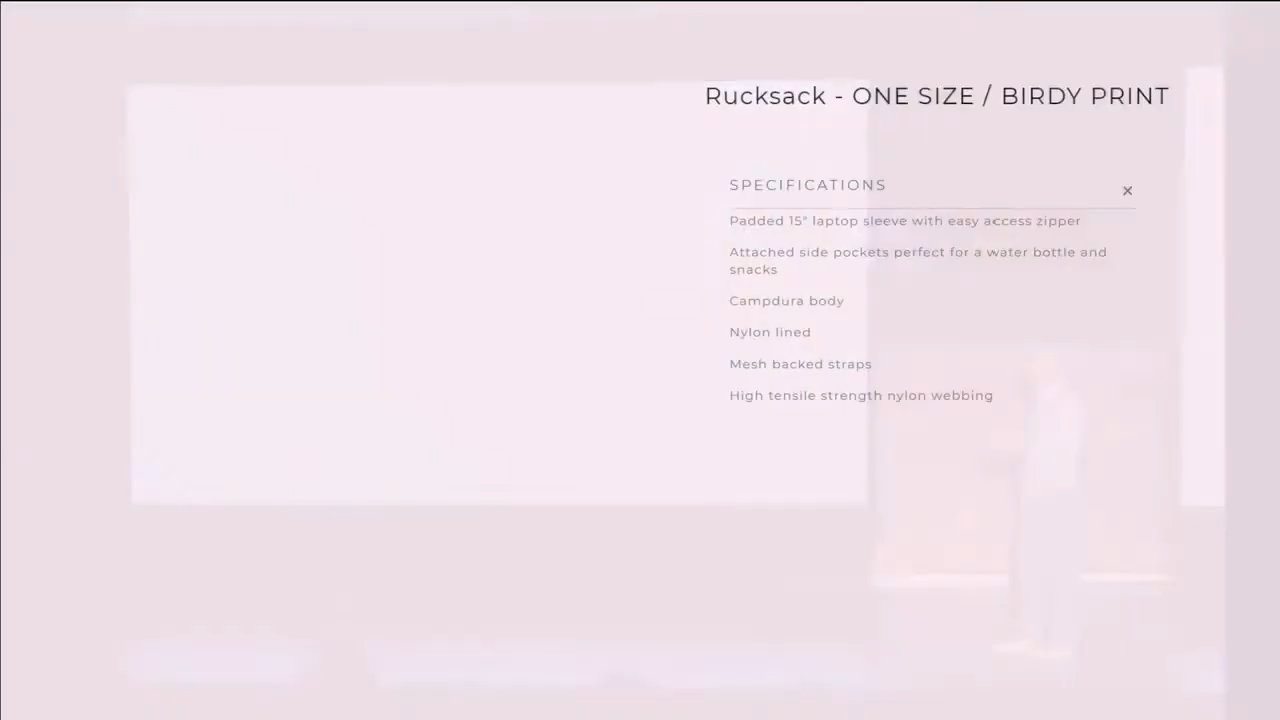 Rucksack - ONE SIZE / BIRDY PRINT
SPECIFICATIONS
Padded 15" laptop sleeve with easy access zipper
Attached side pockets perfect for a water bottle and
snacks
Campdura body
Nylon lined
Mesh backed straps
High tensile strength nylon webbing